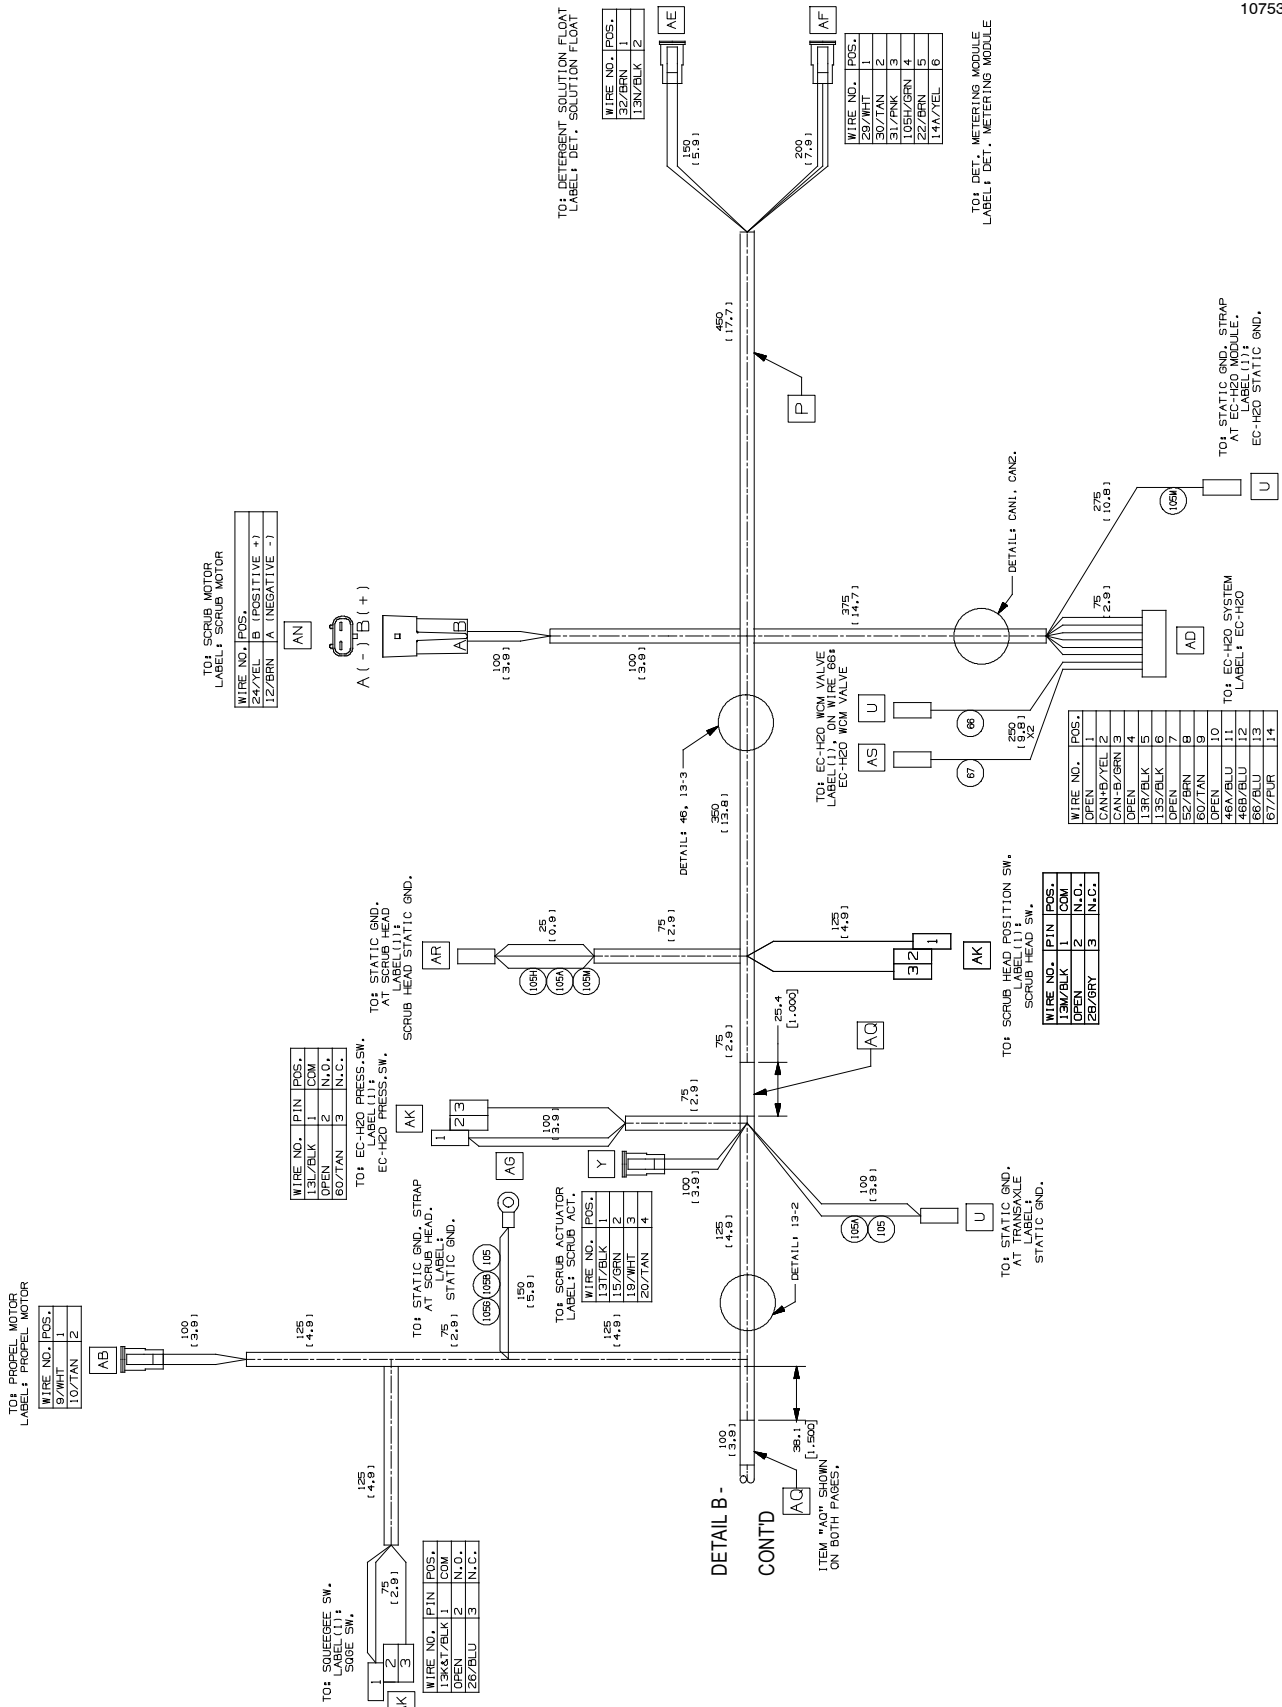 10753
TO: DETERGENT SOLUTION FLOAT
LABEL: DET. SOLUTION FLOAT
WIRE NO. POS.
32/BRN 1
13N/BLK 2
AE
150
[5.9]
AF
WIRE NO. POS.
29/WHT 1
30/TAN 2
31/PNK 3
105H/GRN 4
22/BRN 5
14A/YEL 6
200
[7.9]
TO: DET. METERING MODULE
LABEL: DET. METERING MODULE
450
[17.7]
P
TO: SCRUB MOTOR
LABEL: SCRUB MOTOR
WIRE NO. POS.
24/YEL B (POSITIVE +)
12/BRN A (NEGATIVE -)
AN
A(-) B(+)
A B
100
[3.9]
100
[3.9]
375
[14.7]
DETAIL: CAN1, CAN2.
275
[10.8]
105M
U
TO: STATIC GND. STRAP
AT EC-H2O MODULE.
LABEL(1):
EC-H2O STATIC GND.
75
[2.9]
AD
TO: EC-H2O SYSTEM
LABEL: EC-H2O
WIRE NO. POS.
OPEN 1
CAN+B/YEL 2
CAN-B/GRN 3
OPEN 4
13R/BLK 5
13S/BLK 6
OPEN 7
52/BRN 8
60/TAN 9
OPEN 10
46A/BLU 11
46B/BLU 12
66/BLU 13
67/PUR 14
TO: EC-H2O WCM VALVE
LABEL(1), ON WIRE 66:
EC-H2O WCM VALVE
U
AS
66
67
250
[9.8]
X2
DETAIL: 46, 13-3
350
[13.8]
TO: STATIC GND.
AT SCRUB HEAD
LABEL(1):
SCRUB HEAD STATIC GND.
AR
25
[0.9]
105H
105A
105M
75
[2.9]
125
[4.9]
1
2
3
AK
TO: SCRUB HEAD POSITION SW.
LABEL(1):
SCRUB HEAD SW.
WIRE NO. PIN POS.
13M/BLK 1 COM
OPEN 2 N.O.
28/GRY 3 N.C.
75
[2.9]
25.4
[1.000]
AQ
WIRE NO. PIN POS.
13L/BLK 1 COM
OPEN 2 N.O.
60/TAN 3 N.C.
TO: EC-H2O PRESS.SW.
LABEL(1):
EC-H2O PRESS.SW.
AK
1
2 3
100
[3.9]
75
[2.9]
AG
TO: STATIC GND. STRAP
AT SCRUB HEAD.
LABEL:
STATIC GND.
105G 105B 105
150
[5.9]
Y
100
[3.9]
TO: SCRUB ACTUATOR
LABEL: SCRUB ACT.
WIRE NO. POS.
13T/BLK 1
15/GRN 2
19/WHT 3
20/TAN 4
100
[3.9]
105A
105
U
TO: STATIC GND.
AT TRANSAXLE
LABEL:
STATIC GND.
125
[4.9]
DETAIL: 13-2
TO: PROPEL MOTOR
LABEL: PROPEL MOTOR
WIRE NO. POS.
9/WHT 1
10/TAN 2
AB
100
[3.9]
125
[4.9]
75
[2.9]
125
[4.9]
125
[4.9]
TO: SQUEEGEE SW.
LABEL(1):
SQGE SW.
75
[2.9]
1
2
3
AK
WIRE NO. PIN POS.
13K&T/BLK 1 COM
OPEN 2 N.O.
26/BLU 3 N.C.
100
[3.9]
38.1
[1.500]
DETAIL B -
CONT'D
AQ
ITEM "AQ" SHOWN
ON BOTH PAGES.